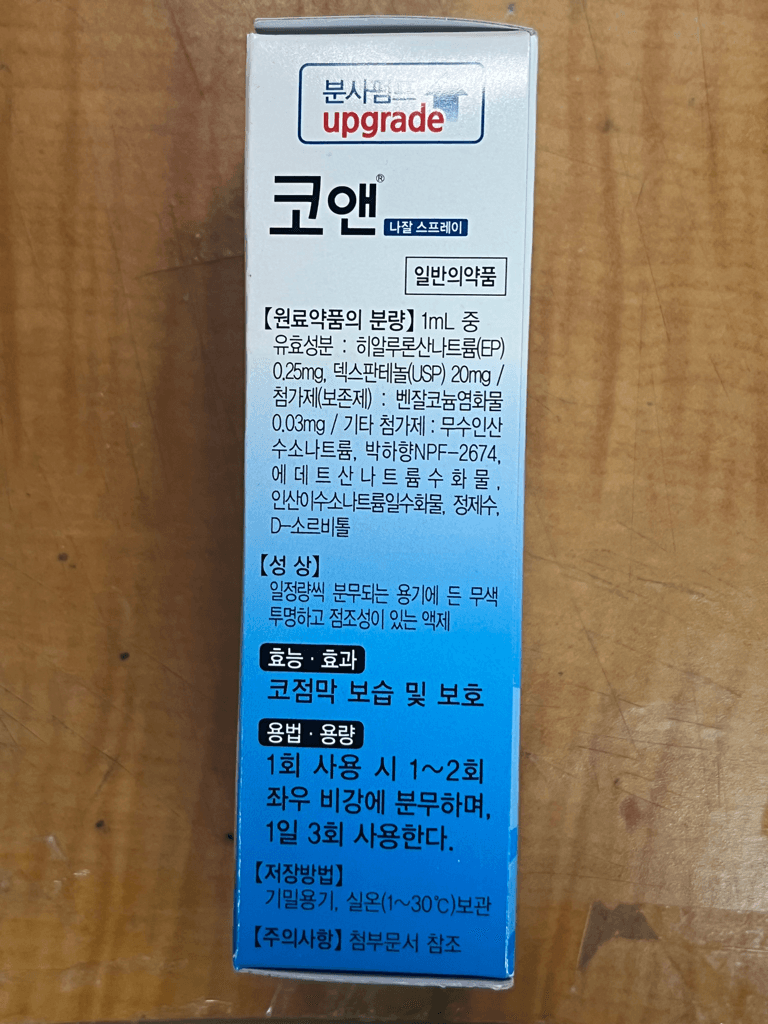 분사펌프
upgrade
코앤®
나잘 스프레이
일반의약품
【원료약품의 분량】 1mL 중
유효성분 : 히알루론산나트륨(EP)
0.25mg, 덱스판테놀(USP) 20mg /
첨가제(보존제) : 벤잘코늄염화물
0.03mg / 기타 첨가제 : 무수인산
수소나트륨, 박하향NPF-2674,
에데트산나트륨수화물,
인산이수소나트륨일수화물, 정제수,
D-소르비톨
【성 상】
일정량씩 분무되는 용기에 든 무색
투명하고 점조성이 있는 액제
효능 · 효과
코점막 보습 및 보호
용법 · 용량
1회 사용 시 1~2회
좌우 비강에 분무하며,
1일 3회 사용한다.
【저장방법】
기밀용기, 실온(1~30℃)보관
【주의사항】 첨부문서 참조